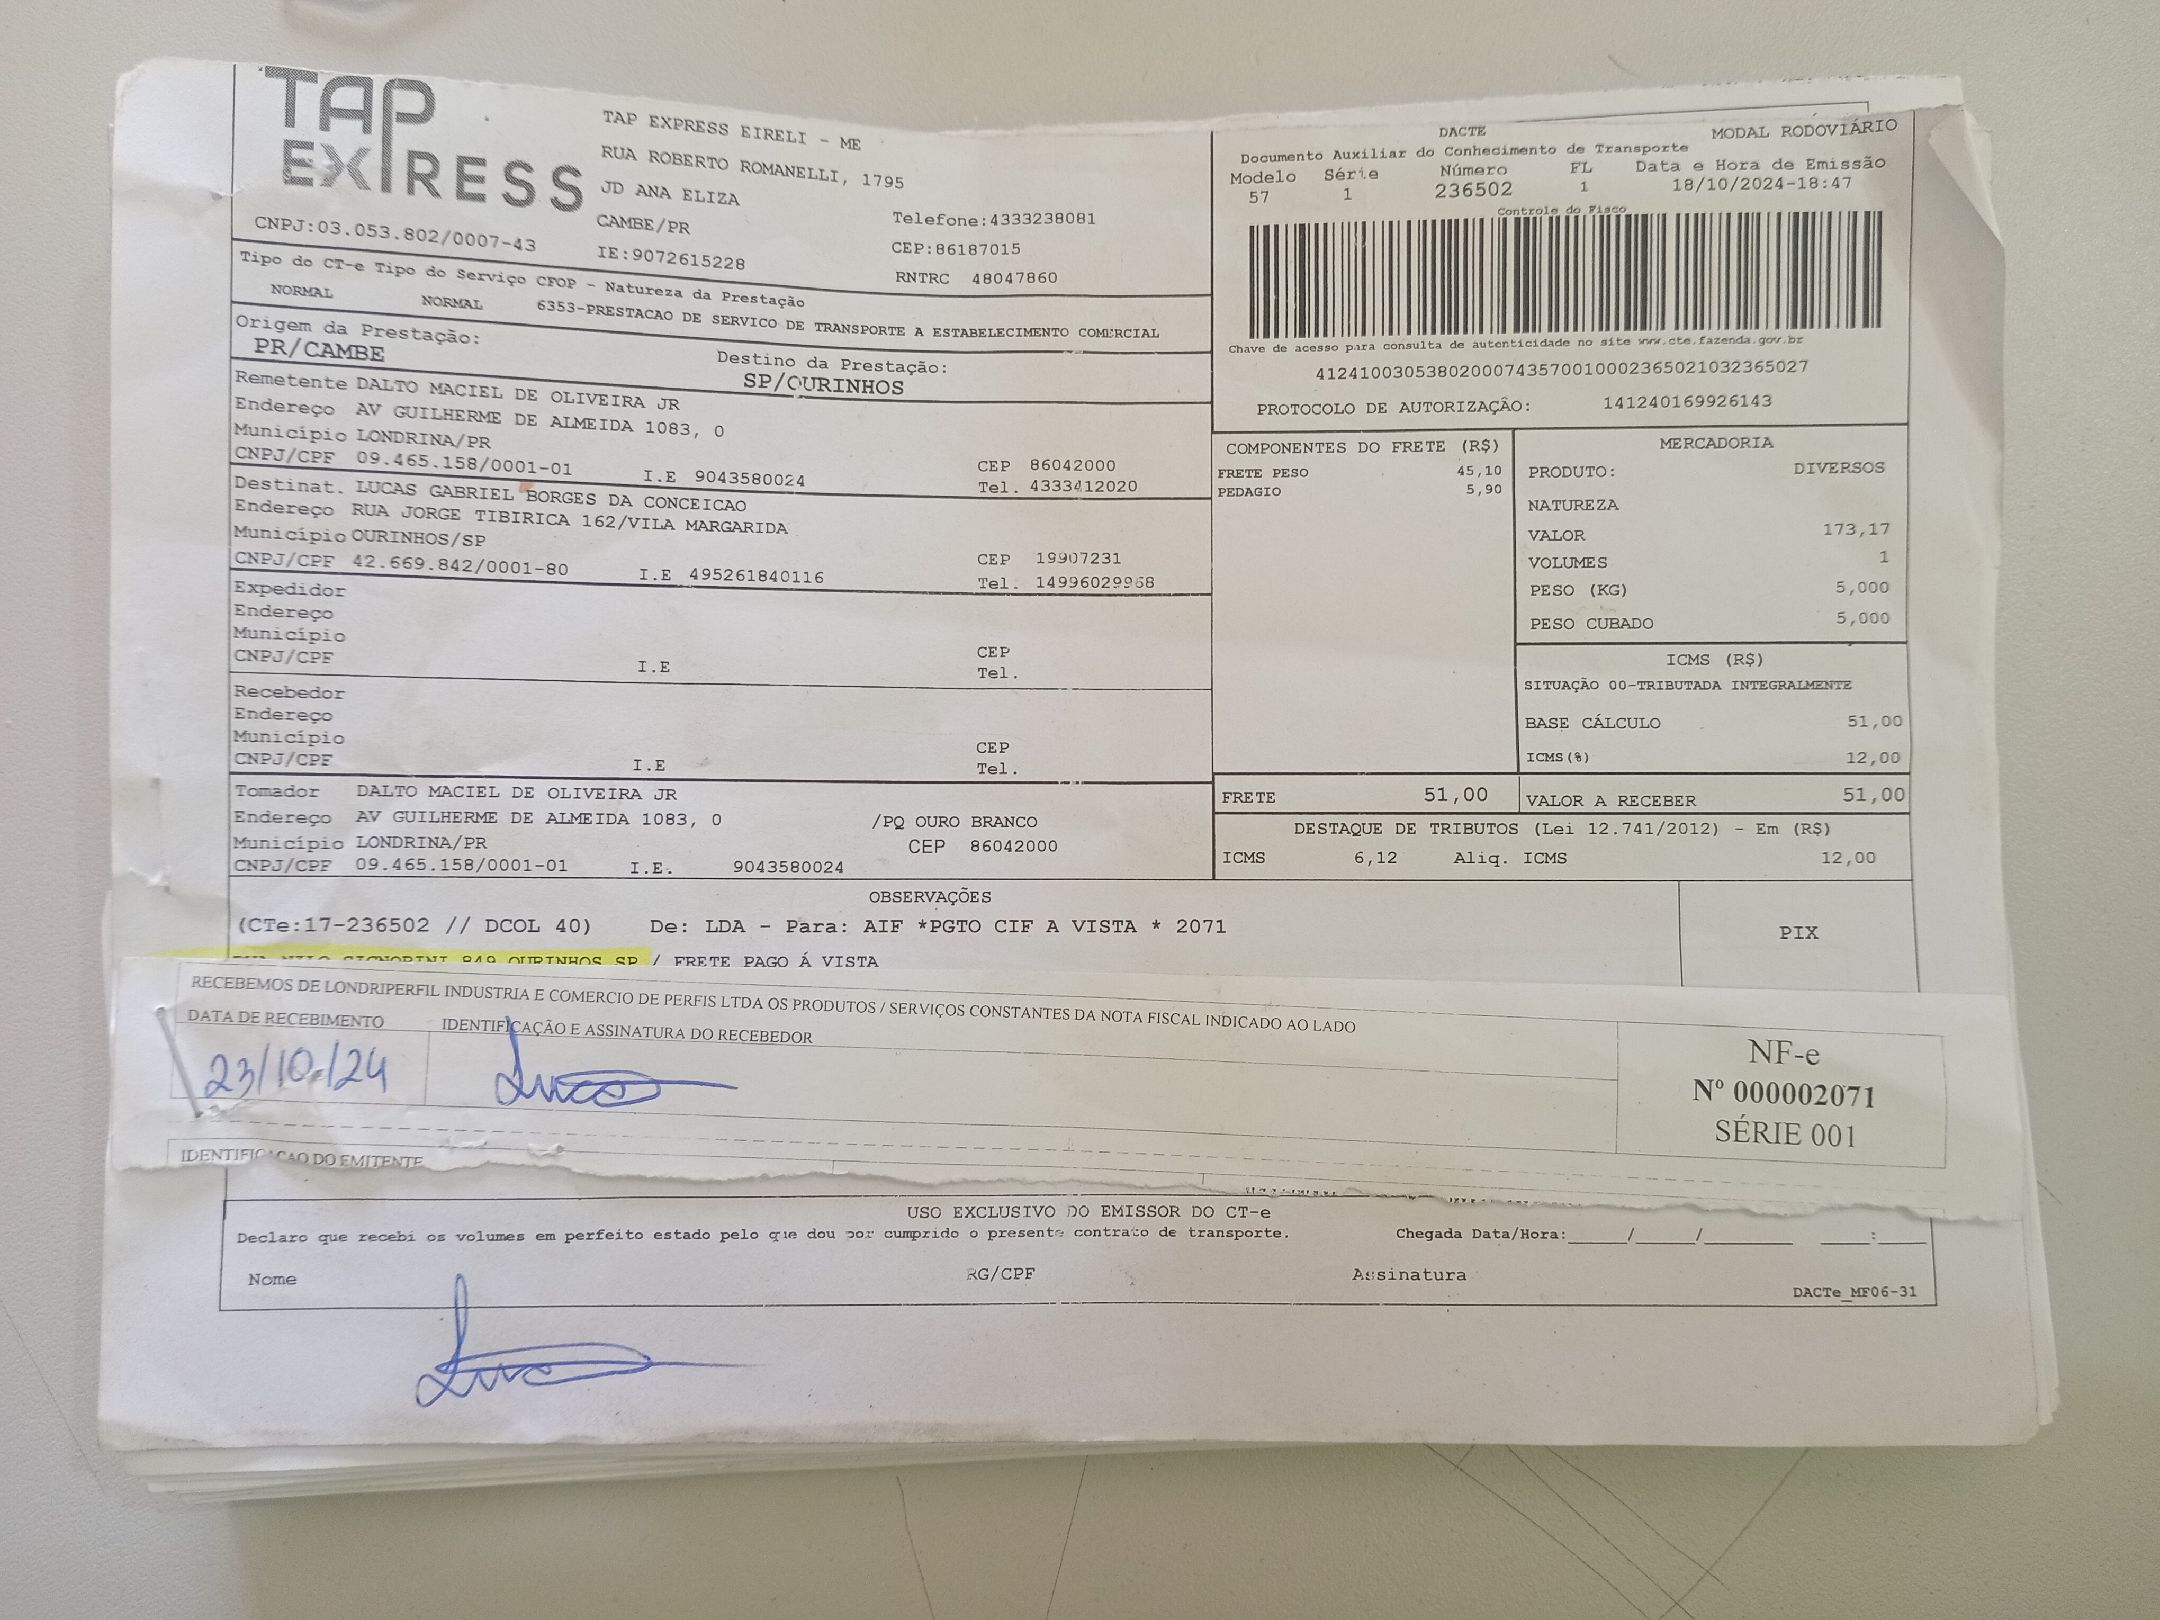 TAP EXPRESS
TAP EXPRESS EIRELI - ME
RUA ROBERTO ROMANELLI, 1795
JD ANA ELIZA
CAMBE/PR
Telefone:4333238081
CNPJ:03.053.802/0007-43
IE:9072615228
CEP:86187015
RNTRC 48047860
Tipo do CT-e Tipo do Serviço CFOP - Natureza da Prestação
NORMAL NORMAL 6353-PRESTACAO DE SERVICO DE TRANSPORTE A ESTABELECIMENTO COMERCIAL
Origem da Prestação:
PR/CAMBE
Destino da Prestação:
SP/OURINHOS
Remetente DALTO MACIEL DE OLIVEIRA JR
Endereço AV GUILHERME DE ALMEIDA 1083, 0
Município LONDRINA/PR
CEP 86042000
CNPJ/CPF 09.465.158/0001-01 I.E 9043580024
Tel. 4333412020
Destinat. LUCAS GABRIEL BORGES DA CONCEICAO
Endereço RUA JORGE TIBIRICA 162/VILA MARGARIDA
Município OURINHOS/SP
CEP 19907231
CNPJ/CPF 42.669.842/0001-80 I.E 495261840116
Tel. 14996029968
Expedidor
Endereço
Município
CEP
CNPJ/CPF I.E
Tel.
Recebedor
Endereço
Município
CEP
CNPJ/CPF I.E
Tel.
Tomador DALTO MACIEL DE OLIVEIRA JR
Endereço AV GUILHERME DE ALMEIDA 1083, 0 /PQ OURO BRANCO
Município LONDRINA/PR CEP 86042000
CNPJ/CPF 09.465.158/0001-01 I.E. 9043580024
DACTE MODAL RODOVIÁRIO
Documento Auxiliar do Conhecimento de Transporte
Modelo Série Número FL Data e Hora de Emissão
57 1 236502 1 18/10/2024-18:47
Controle do Fisco
Chave de acesso para consulta de autenticidade no site www.cte.fazenda.gov.br
41241003053802000743570010002365021032365027
PROTOCOLO DE AUTORIZAÇÃO: 141240169926143
COMPONENTES DO FRETE (R$)
FRETE PESO 45,10
PEDAGIO 5,90
MERCADORIA
PRODUTO: DIVERSOS
NATUREZA
VALOR 173,17
VOLUMES 1
PESO (KG) 5,000
PESO CUBADO 5,000
ICMS (R$)
SITUAÇÃO 00-TRIBUTADA INTEGRALMENTE
BASE CÁLCULO 51,00
ICMS(%) 12,00
FRETE 51,00 VALOR A RECEBER 51,00
DESTAQUE DE TRIBUTOS (Lei 12.741/2012) - Em (R$)
ICMS 6,12 Aliq. ICMS 12,00
OBSERVAÇÕES
(CTe:17-236502 // DCOL 40) De: LDA - Para: AIF *PGTO CIF A VISTA * 2071
PIX
849 OURINHOS SP / FRETE PAGO Á VISTA
RECEBEMOS DE LONDRIPERFIL INDUSTRIA E COMERCIO DE PERFIS LTDA OS PRODUTOS / SERVIÇOS CONSTANTES DA NOTA FISCAL INDICADO AO LADO
DATA DE RECEBIMENTO IDENTIFICAÇÃO E ASSINATURA DO RECEBEDOR
23/10/24 Lucas
NF-e
Nº 000002071
SÉRIE 001
IDENTIFICAÇAO DO EMITENTE
USO EXCLUSIVO DO EMISSOR DO CT-e
Declaro que recebi os volumes em perfeito estado pelo que dou por cumprido o presente contrato de transporte. Chegada Data/Hora:_____/_____/________ ____:____
Nome RG/CPF Assinatura
DACTe_MF06-31